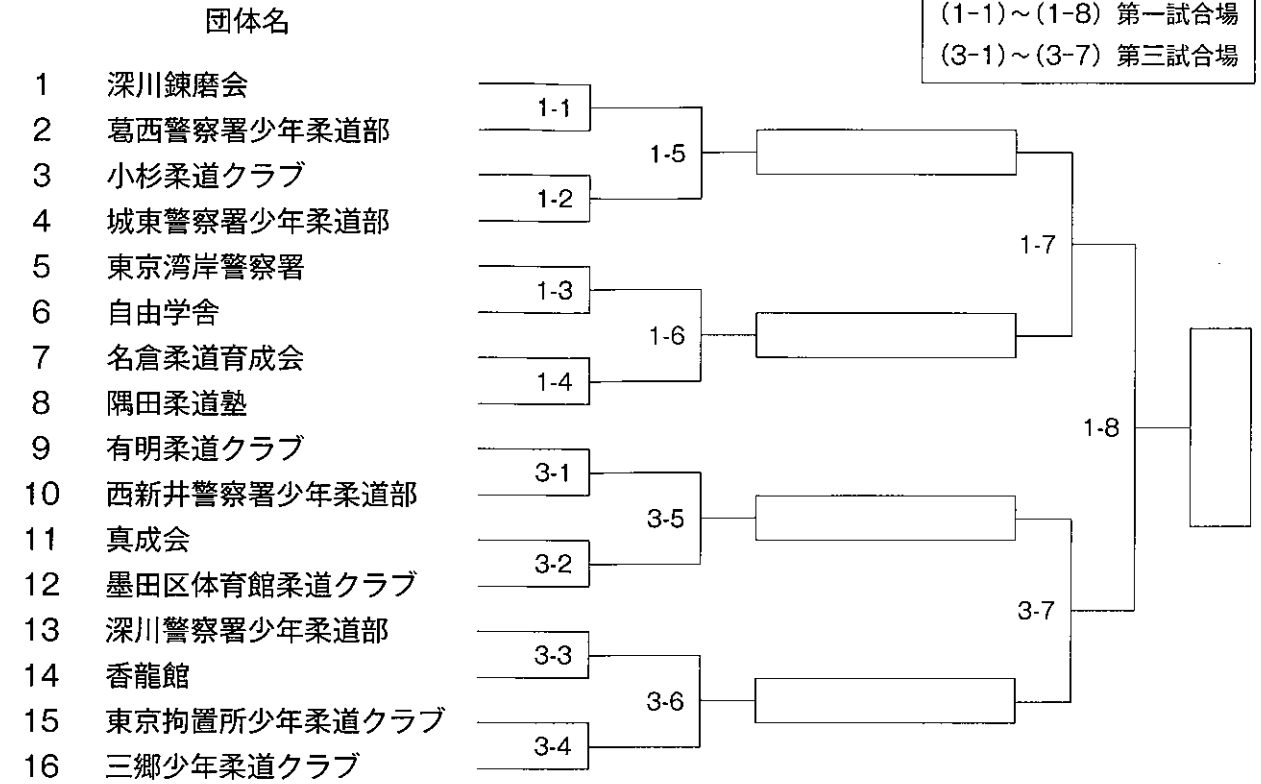 団体名
(1-1)～(1-8) 第一試合場
(3-1)～(3-7) 第三試合場
1 深川錬磨会
2 葛西警察署少年柔道部
3 小杉柔道クラブ
4 城東警察署少年柔道部
5 東京湾岸警察署
6 自由学舎
7 名倉柔道育成会
8 隅田柔道塾
9 有明柔道クラブ
10 西新井警察署少年柔道部
11 真成会
12 墨田区体育館柔道クラブ
13 深川警察署少年柔道部
14 香龍館
15 東京拘置所少年柔道クラブ
16 三郷少年柔道クラブ
1-1
1-2
1-3
1-4
3-1
3-2
3-3
3-4
1-5
1-6
3-5
3-6
1-7
3-7
1-8